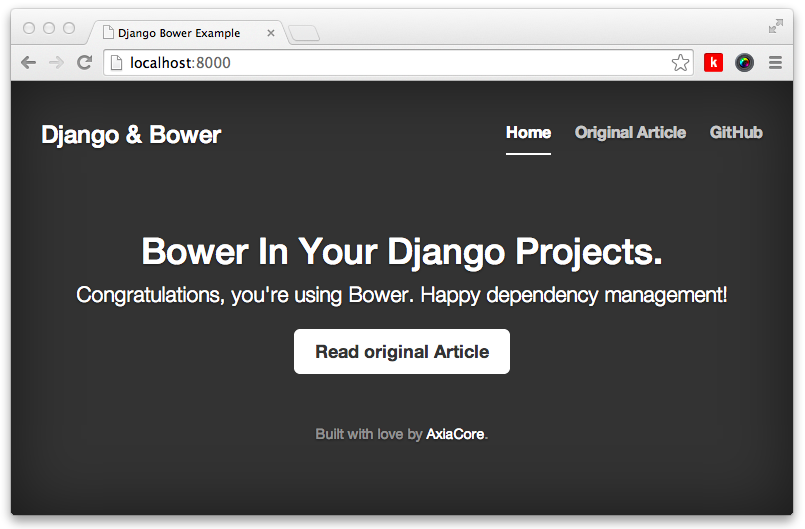 Django Bower Example
localhost:8000
k
Django & Bower
Home
Original Article
GitHub
Bower In Your Django Projects.
Congratulations, you're using Bower. Happy dependency management!
Read original Article
Built with love by AxiaCore.